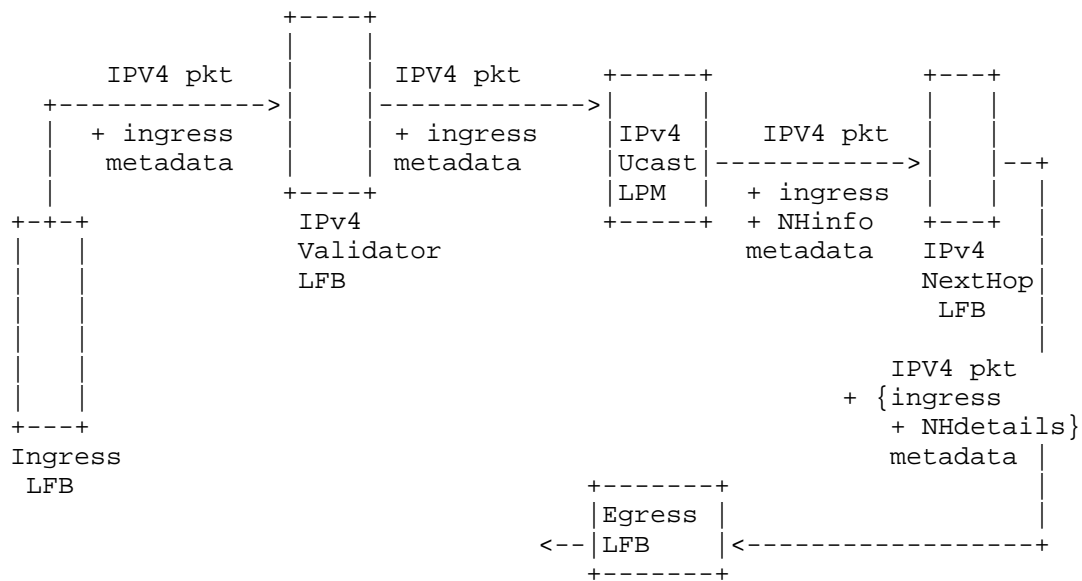 IPV4 pkt IPV4 pkt
+ ingress + ingress IPv4 IPV4 pkt
metadata metadata Ucast
LPM + ingress
IPv4 + NHinfo
Validator metadata IPv4
LFB NextHop
LFB
IPV4 pkt
+ {ingress
+ NHdetails}
Ingress metadata
LFB
Egress
LFB